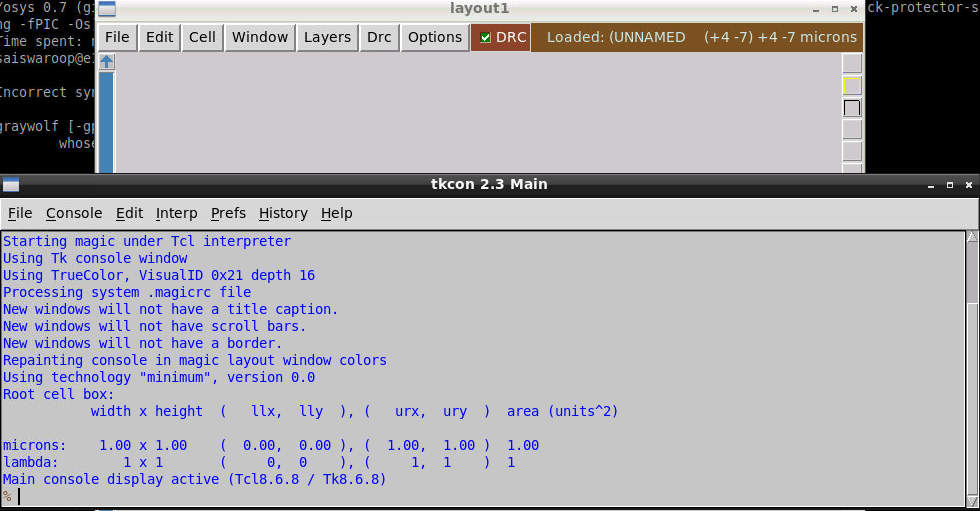 Yosys 0.7 (gi
ng -fPIC -Os
Time spent:
saiswaroop@e
Incorrect syn
graywolf [-gp
whose
ck-protector-s
layout1
File Edit Cell Window Layers Drc Options DRC Loaded: (UNNAMED (+4 -7) +4 -7 microns
tkcon 2.3 Main
File Console Edit Interp Prefs History Help
Starting magic under Tcl interpreter
Using Tk console window
Using TrueColor, VisualID 0x21 depth 16
Processing system .magicrc file
New windows will not have a title caption.
New windows will not have scroll bars.
New windows will not have a border.
Repainting console in magic layout window colors
Using technology "minimum", version 0.0
Root cell box:
width x height ( llx, lly ), ( urx, ury ) area (units^2)
microns: 1.00 x 1.00 ( 0.00, 0.00 ), ( 1.00, 1.00 ) 1.00
lambda: 1 x 1 ( 0, 0 ), ( 1, 1 ) 1
Main console display active (Tcl8.6.8 / Tk8.6.8)
%